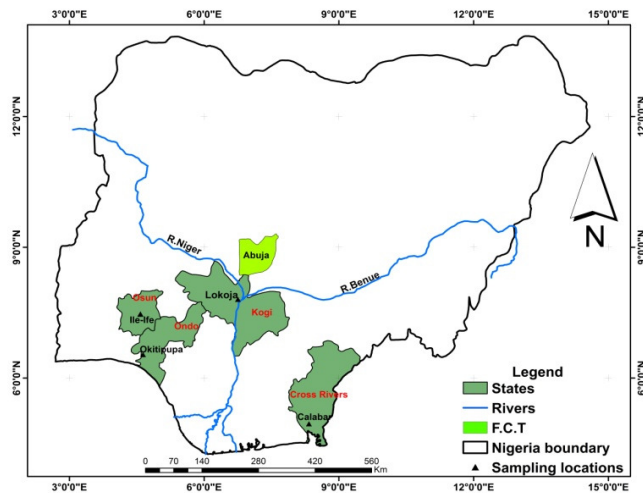 3°0'0"E 6°0'0"E 9°0'0"E 12°0'0"E 15°0'0"E
12°0'0"N
9°0'0"N
6°0'0"N
12°0'0"N
9°0'0"N
6°0'0"N
N
R.Niger
Abuja
R.Benue
Osun
Lokoja
Kogi
Ile-Ife
Ondo
Okitipupa
Cross Rivers
Calabar
Legend
States
Rivers
F.C.T
Nigeria boundary
Sampling locations
0 70 140 280 420 560
Km
3°0'0"E 6°0'0"E 9°0'0"E 12°0'0"E 15°0'0"E